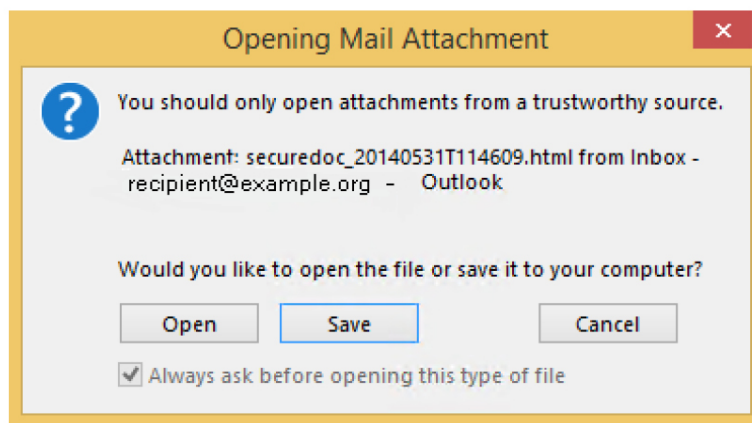 Opening Mail Attachment
You should only open attachments from a trustworthy source.
Attachment: securedoc_20140531T114609.html from Inbox -
recipient@example.org - Outlook
Would you like to open the file or save it to your computer?
Open Save Cancel
Always ask before opening this type of file